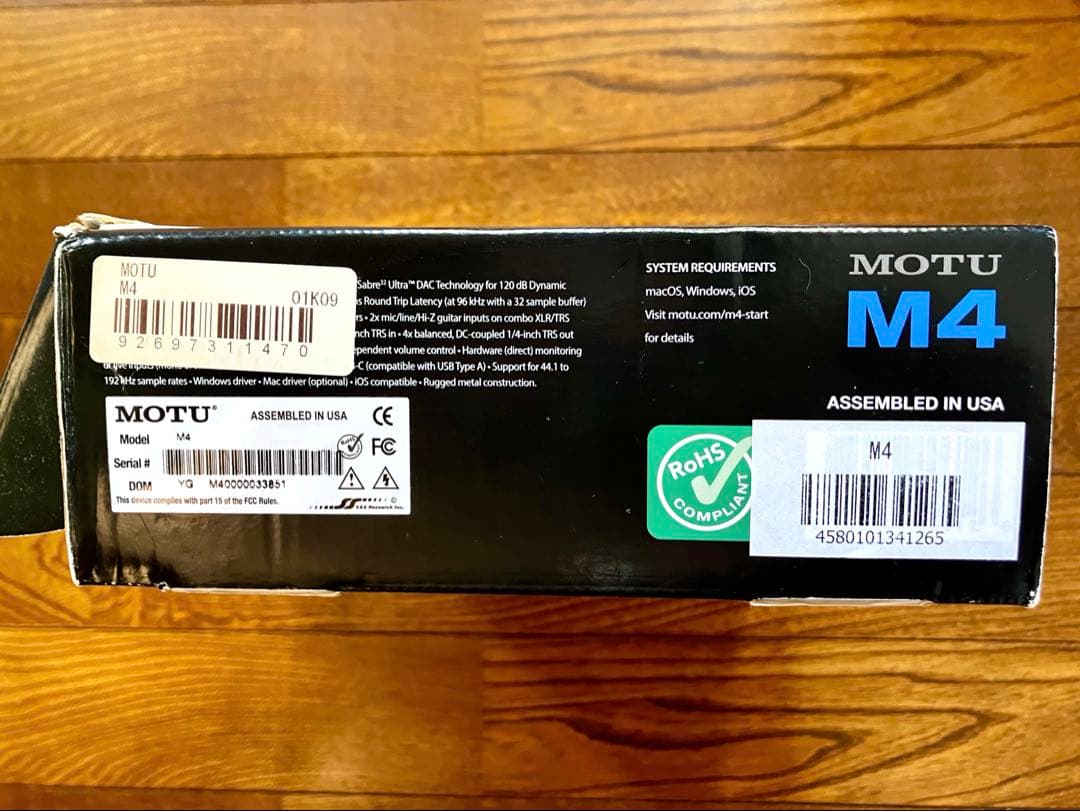 MOTU
M4
01K09
92697311470
Sabre³² Ultra™ DAC Technology for 120 dB Dynamic
s Round Trip Latency (at 96 kHz with a 32 sample buffer)
rs • 2x mic/line/Hi-Z guitar inputs on combo XLR/TRS
nch TRS in • 4x balanced, DC-coupled 1/4-inch TRS out
ependent volume control • Hardware (direct) monitoring
-C (compatible with USB Type A) • Support for 44.1 to
192 kHz sample rates • Windows driver • Mac driver (optional) • iOS compatible • Rugged metal construction.
MOTU®
ASSEMBLED IN USA
CE
Model M4
Serial #
RoHS
FC
DOM YG M40000033851
This device complies with part 15 of the FCC Rules.
S&S Research Inc.
SYSTEM REQUIREMENTS
macOS, Windows, iOS
Visit motu.com/m4-start
for details
MOTU
M4
ASSEMBLED IN USA
RoHS
COMPLIANT
M4
4580101341265